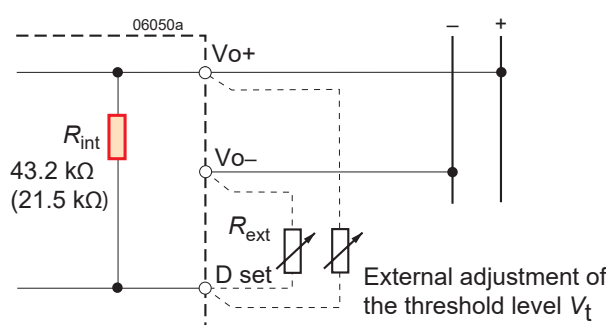 06050a
– +
Vo+
Rint
43.2 kΩ
(21.5 kΩ)
Vo–
Rext
D set
External adjustment of
the threshold level Vt